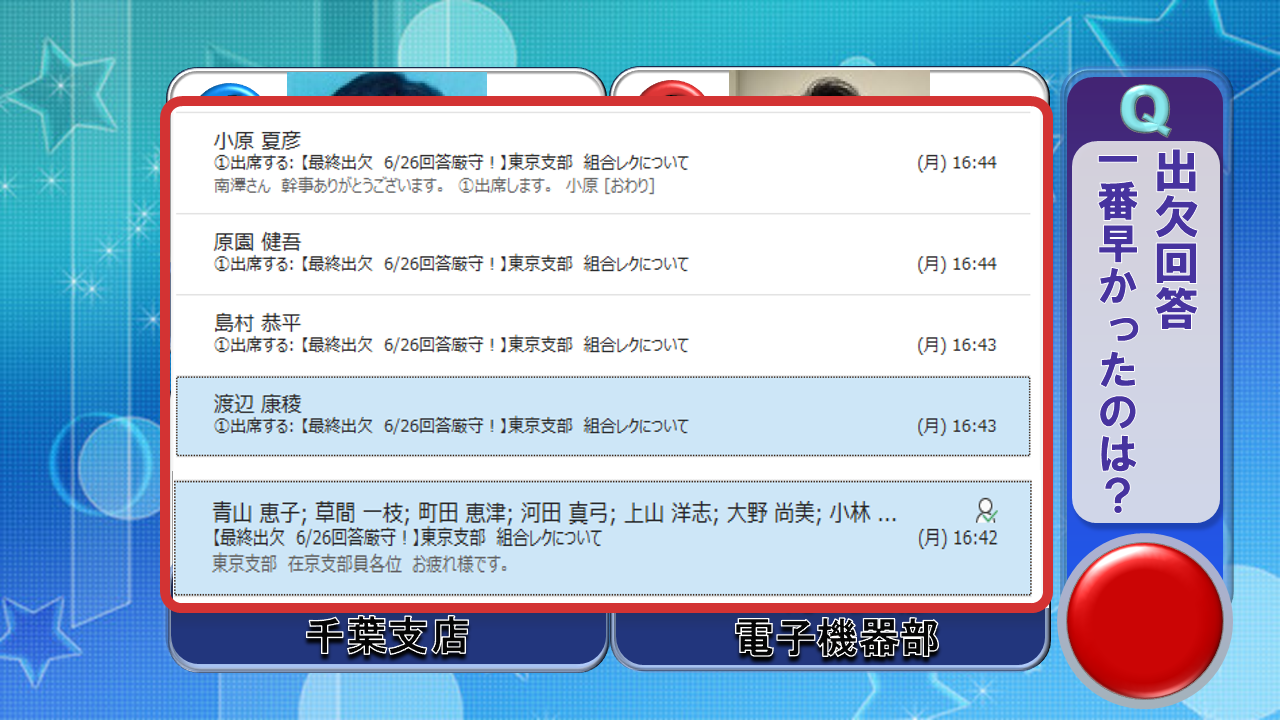 小原 夏彦
①出席する:【最終出欠 6/26回答厳守!】東京支部 組合レクについて (月) 16:44
南澤さん 幹事ありがとうございます。 ①出席します。 小原 [おわり]
原園 健吾
①出席する:【最終出欠 6/26回答厳守!】東京支部 組合レクについて (月) 16:44
島村 恭平
①出席する:【最終出欠 6/26回答厳守!】東京支部 組合レクについて (月) 16:43
渡辺 康稜
①出席する:【最終出欠 6/26回答厳守!】東京支部 組合レクについて (月) 16:43
青山 恵子; 草間 一枝; 町田 恵津; 河田 真弓; 上山 洋志; 大野 尚美; 小林 ...
【最終出欠 6/26回答厳守!】東京支部 組合レクについて (月) 16:42
東京支部 在京支部員各位 お疲れ様です。
千葉支店
電子機器部
Q
出欠回答
一番早かったのは?